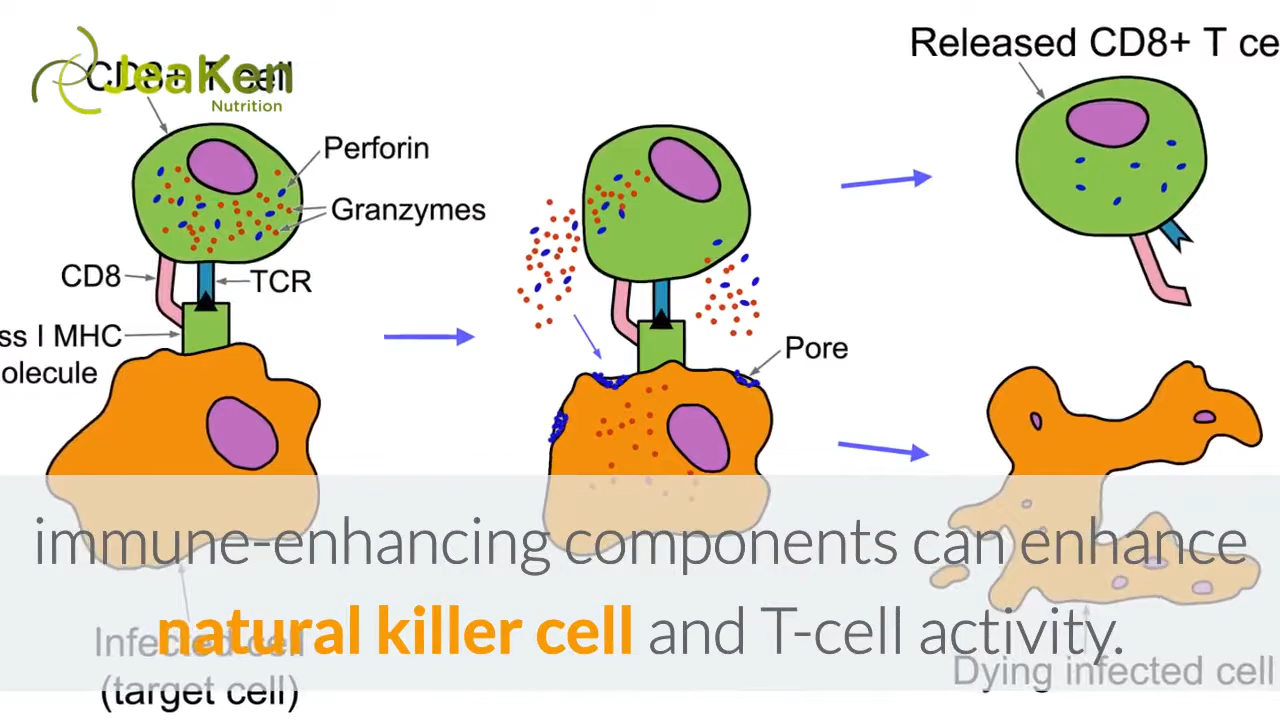 CD8+ T cell
JeaKen
Nutrition
Released CD8+ T ce
Perforin
Granzymes
CD8
TCR
ss I MHC
olecule
Pore
immune-enhancing components can enhance
natural killer cell and T-cell activity.
Infected cell
(target cell)
Dying infected cell